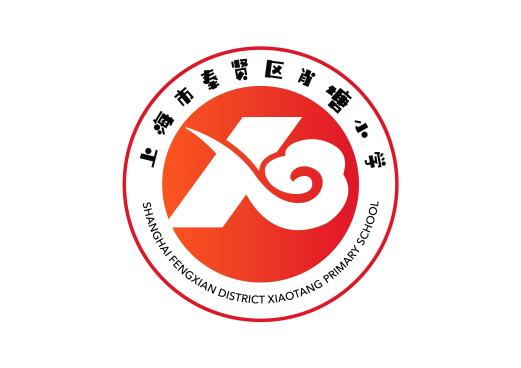 上海市奉贤区肖塘小学
SHANGHAI FENGXIAN DISTRICT XIAOTANG PRIMARY SCHOOL